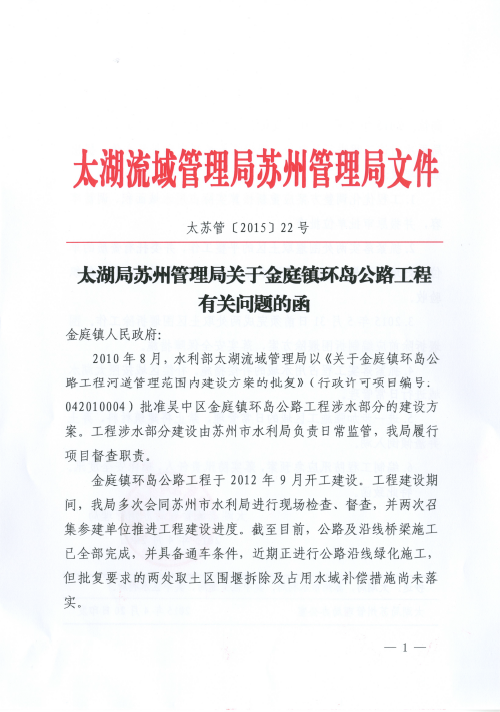 太湖流域管理局苏州管理局文件
太苏管〔2015〕22 号
太湖局苏州管理局关于金庭镇环岛公路工程
有关问题的函
金庭镇人民政府:
2010 年 8 月，水利部太湖流域管理局以《关于金庭镇环岛公
路工程河道管理范围内建设方案的批复》（行政许可项目编号.
042010004）批准吴中区金庭镇环岛公路工程涉水部分的建设方
案。工程涉水部分建设由苏州市水利局负责日常监管，我局履行
项目督查职责。
金庭镇环岛公路工程于 2012 年 9 月开工建设。工程建设期
间，我局多次会同苏州市水利局进行现场检查、督查，并两次召
集参建单位推进工程建设进度。截至目前，公路及沿线桥梁施工
已全部完成，并具备通车条件，近期正进行公路沿线绿化施工，
但批复要求的两处取土区围堰拆除及占用水域补偿措施尚未落
实。
— 1 —